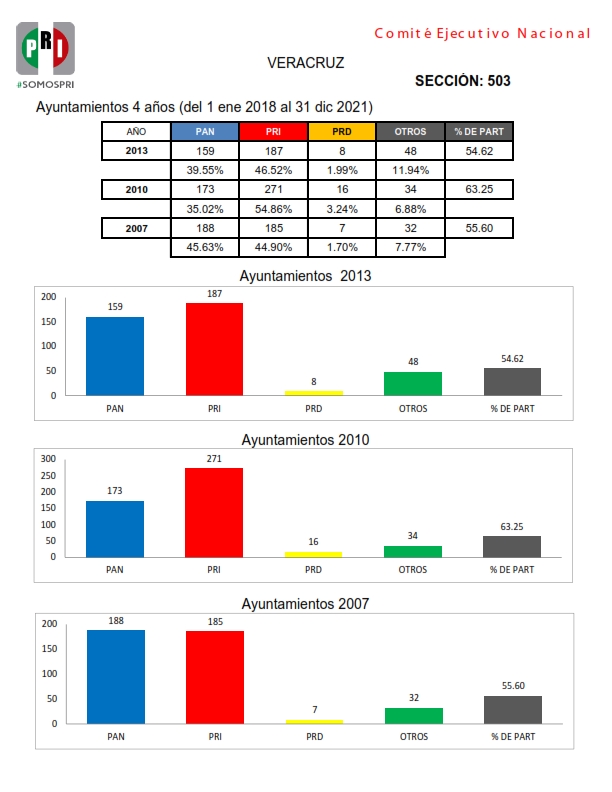 Comité Ejecutivo Nacional
PRI
#SOMOSPRI
VERACRUZ
SECCIÓN: 503
Ayuntamientos 4 años (del 1 ene 2018 al 31 dic 2021)
AÑO PAN PRI PRD OTROS % DE PART
2013 159 187 8 48 54.62
39.55% 46.52% 1.99% 11.94%
2010 173 271 16 34 63.25
35.02% 54.86% 3.24% 6.88%
2007 188 185 7 32 55.60
45.63% 44.90% 1.70% 7.77%
Ayuntamientos 2013
200
150
100
50
0
159 187 8 48 54.62
PAN PRI PRD OTROS % DE PART
Ayuntamientos 2010
300
250
200
150
100
50
0
173 271 16 34 63.25
PAN PRI PRD OTROS % DE PART
Ayuntamientos 2007
200
150
100
50
0
188 185 7 32 55.60
PAN PRI PRD OTROS % DE PART